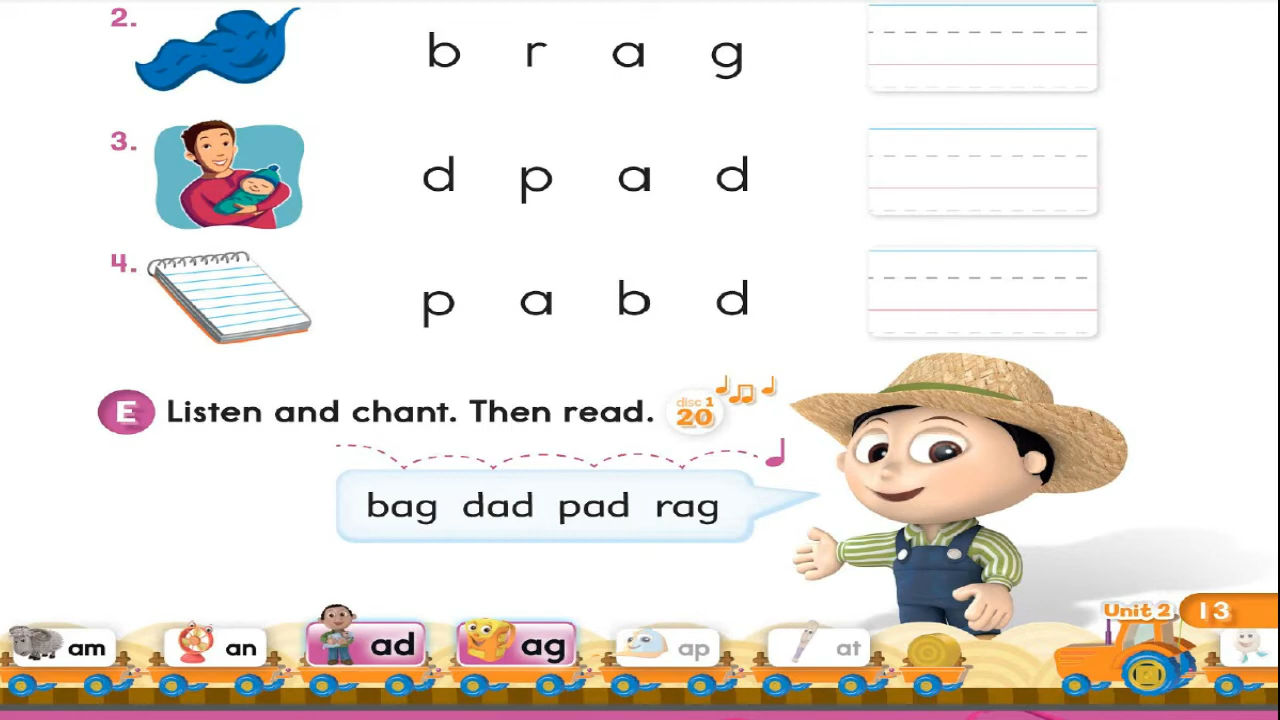 2. b r a g
3. d p a d
4. p a b d
E Listen and chant. Then read. disc 1 20
bag dad pad rag
Unit 2 13
am an ad ag ap at